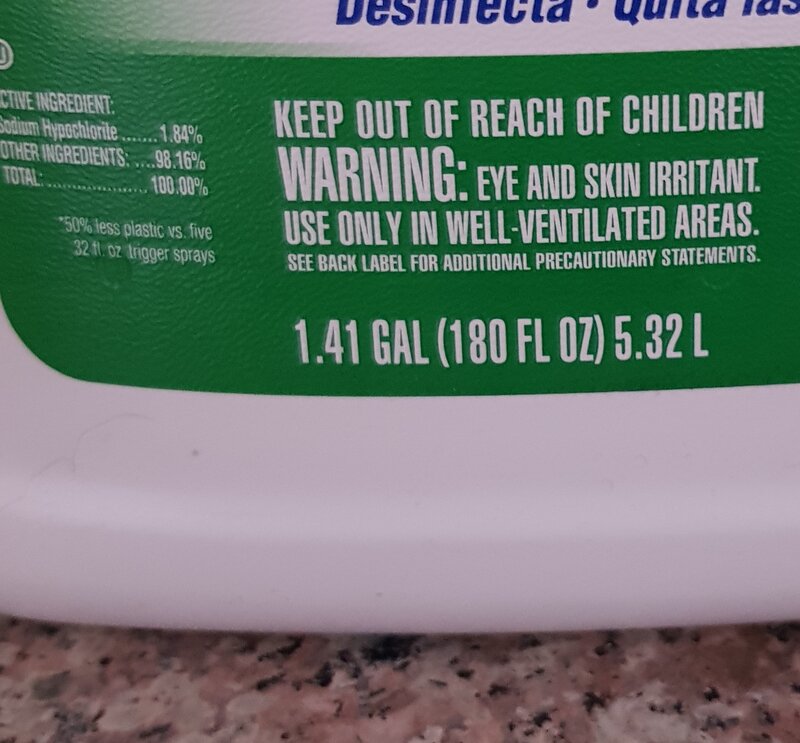 Desinfecta • Quita las
CTIVE INGREDIENT:
Sodium Hypochlorite ........1.84%
OTHER INGREDIENTS: .....98.16%
TOTAL: ...................... 100.00%
*50% less plastic vs. five
32 fl. oz trigger sprays
KEEP OUT OF REACH OF CHILDREN
WARNING: EYE AND SKIN IRRITANT.
USE ONLY IN WELL-VENTILATED AREAS.
SEE BACK LABEL FOR ADDITIONAL PRECAUTIONARY STATEMENTS.
1.41 GAL (180 FL OZ) 5.32 L